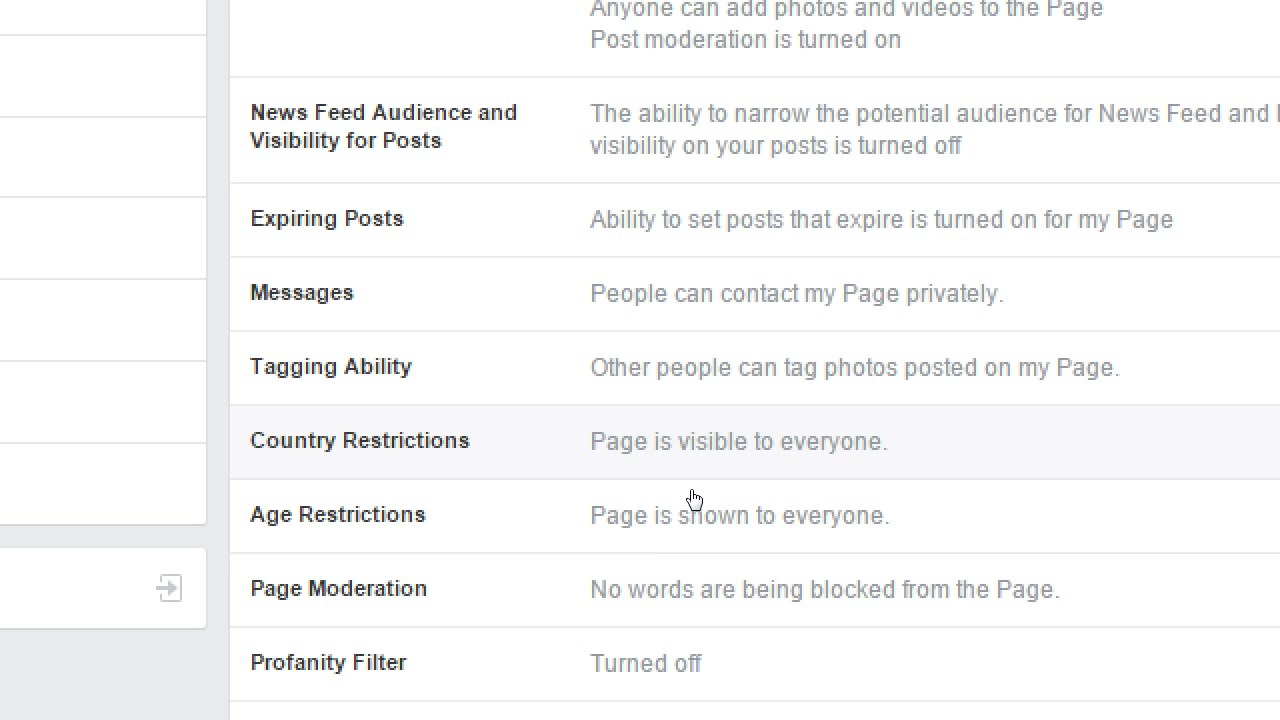 Anyone can add photos and videos to the Page
Post moderation is turned on
News Feed Audience and
Visibility for Posts
The ability to narrow the potential audience for News Feed and
visibility on your posts is turned off
Expiring Posts
Ability to set posts that expire is turned on for my Page
Messages
People can contact my Page privately.
Tagging Ability
Other people can tag photos posted on my Page.
Country Restrictions
Page is visible to everyone.
Age Restrictions
Page is shown to everyone.
Page Moderation
No words are being blocked from the Page.
Profanity Filter
Turned off